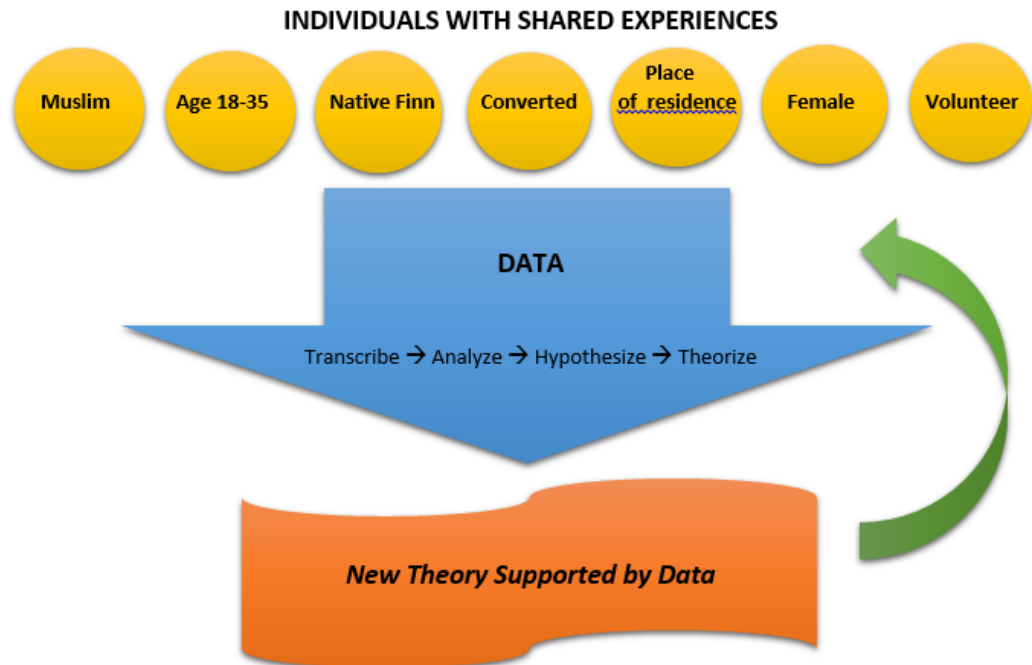 INDIVIDUALS WITH SHARED EXPERIENCES
Muslim
Age 18-35
Native Finn
Converted
Place
of residence
Female
Volunteer
DATA
Transcribe → Analyze → Hypothesize → Theorize
New Theory Supported by Data